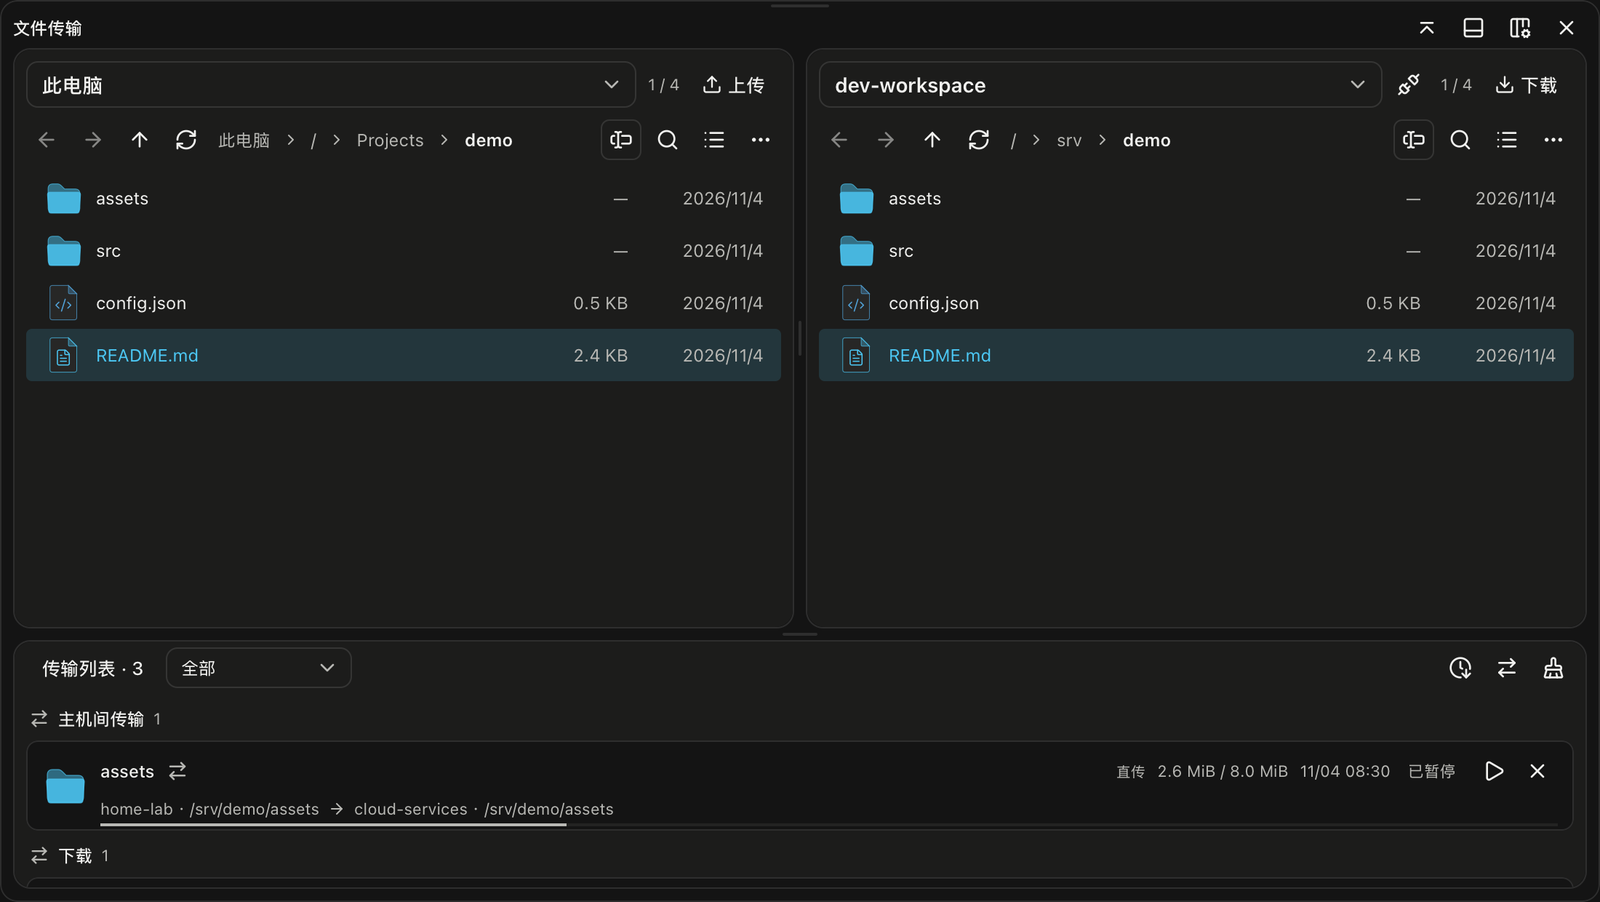 文件传输
此电脑 1 / 4 上传
此电脑 > / > Projects > demo
assets — 2026/11/4
src — 2026/11/4
config.json 0.5 KB 2026/11/4
README.md 2.4 KB 2026/11/4
dev-workspace 1 / 4 下载
/ > srv > demo
assets — 2026/11/4
src — 2026/11/4
config.json 0.5 KB 2026/11/4
README.md 2.4 KB 2026/11/4
传输列表 · 3 全部
主机间传输 1
assets 直传 2.6 MiB / 8.0 MiB 11/04 08:30 已暂停
home-lab · /srv/demo/assets → cloud-services · /srv/demo/assets
下载 1